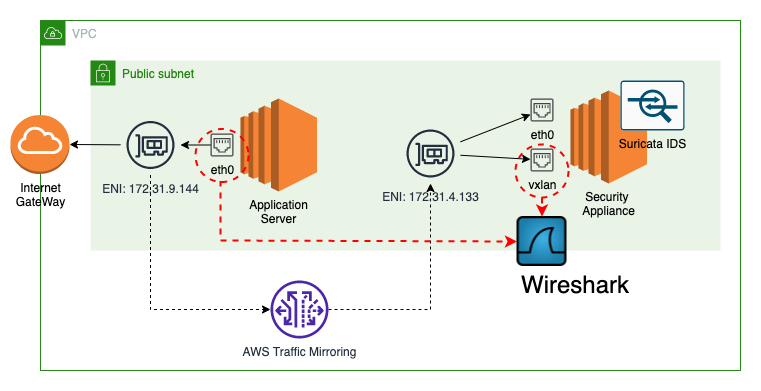 VPC
Public subnet
eth0
Suricata IDS
eth0
eth0
vxlan
Internet
GateWay
ENI: 172.31.9.144
ENI: 172.31.4.133
Application
Server
Security
Appliance
Wireshark
AWS Traffic Mirroring